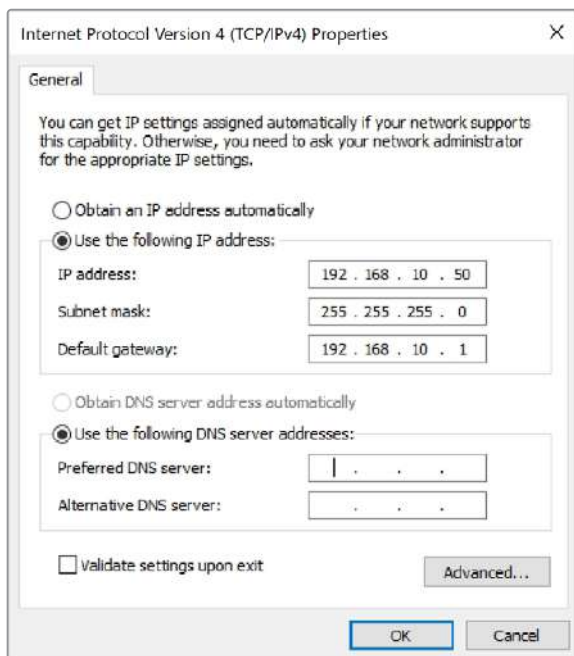 Internet Protocol Version 4 (TCP/IPv4) Properties
General
You can get IP settings assigned automatically if your network supports
this capability. Otherwise, you need to ask your network administrator
for the appropriate IP settings.
Obtain an IP address automatically
Use the following IP address:
IP address: 192 . 168 . 10 . 50
Subnet mask: 255 . 255 . 255 . 0
Default gateway: 192 . 168 . 10 . 1
Obtain DNS server address automatically
Use the following DNS server addresses:
Preferred DNS server: . . .
Alternative DNS server: . . .
Validate settings upon exit
Advanced...
OK Cancel